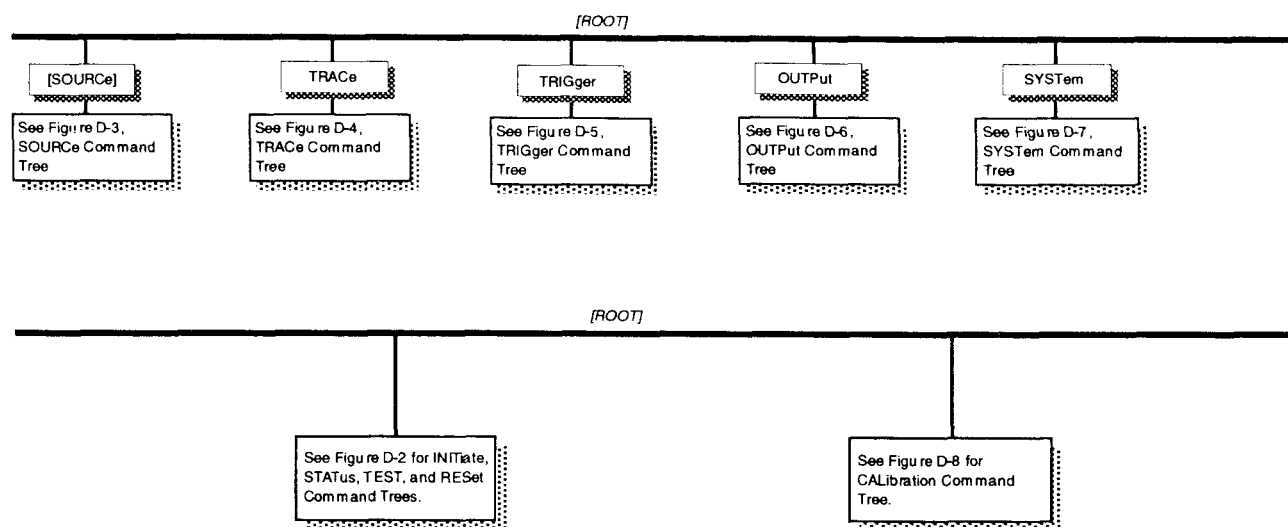 [ROOT]
[SOURCe]
TRACe
TRIGger
OUTPut
SYSTem
See Figure D-3,
SOURCe Command
Tree
See Figure D-4,
TRACe Command
Tree
See Figure D-5,
TRIGger Command
Tree
See Figure D-6,
OUTPut Command
Tree
See Figure D-7,
SYSTem Command
Tree
[ROOT]
See Figure D-2 for INITiate,
STATus, TEST, and RESet
Command Trees.
See Figure D-8 for
CALibration Command
Tree.